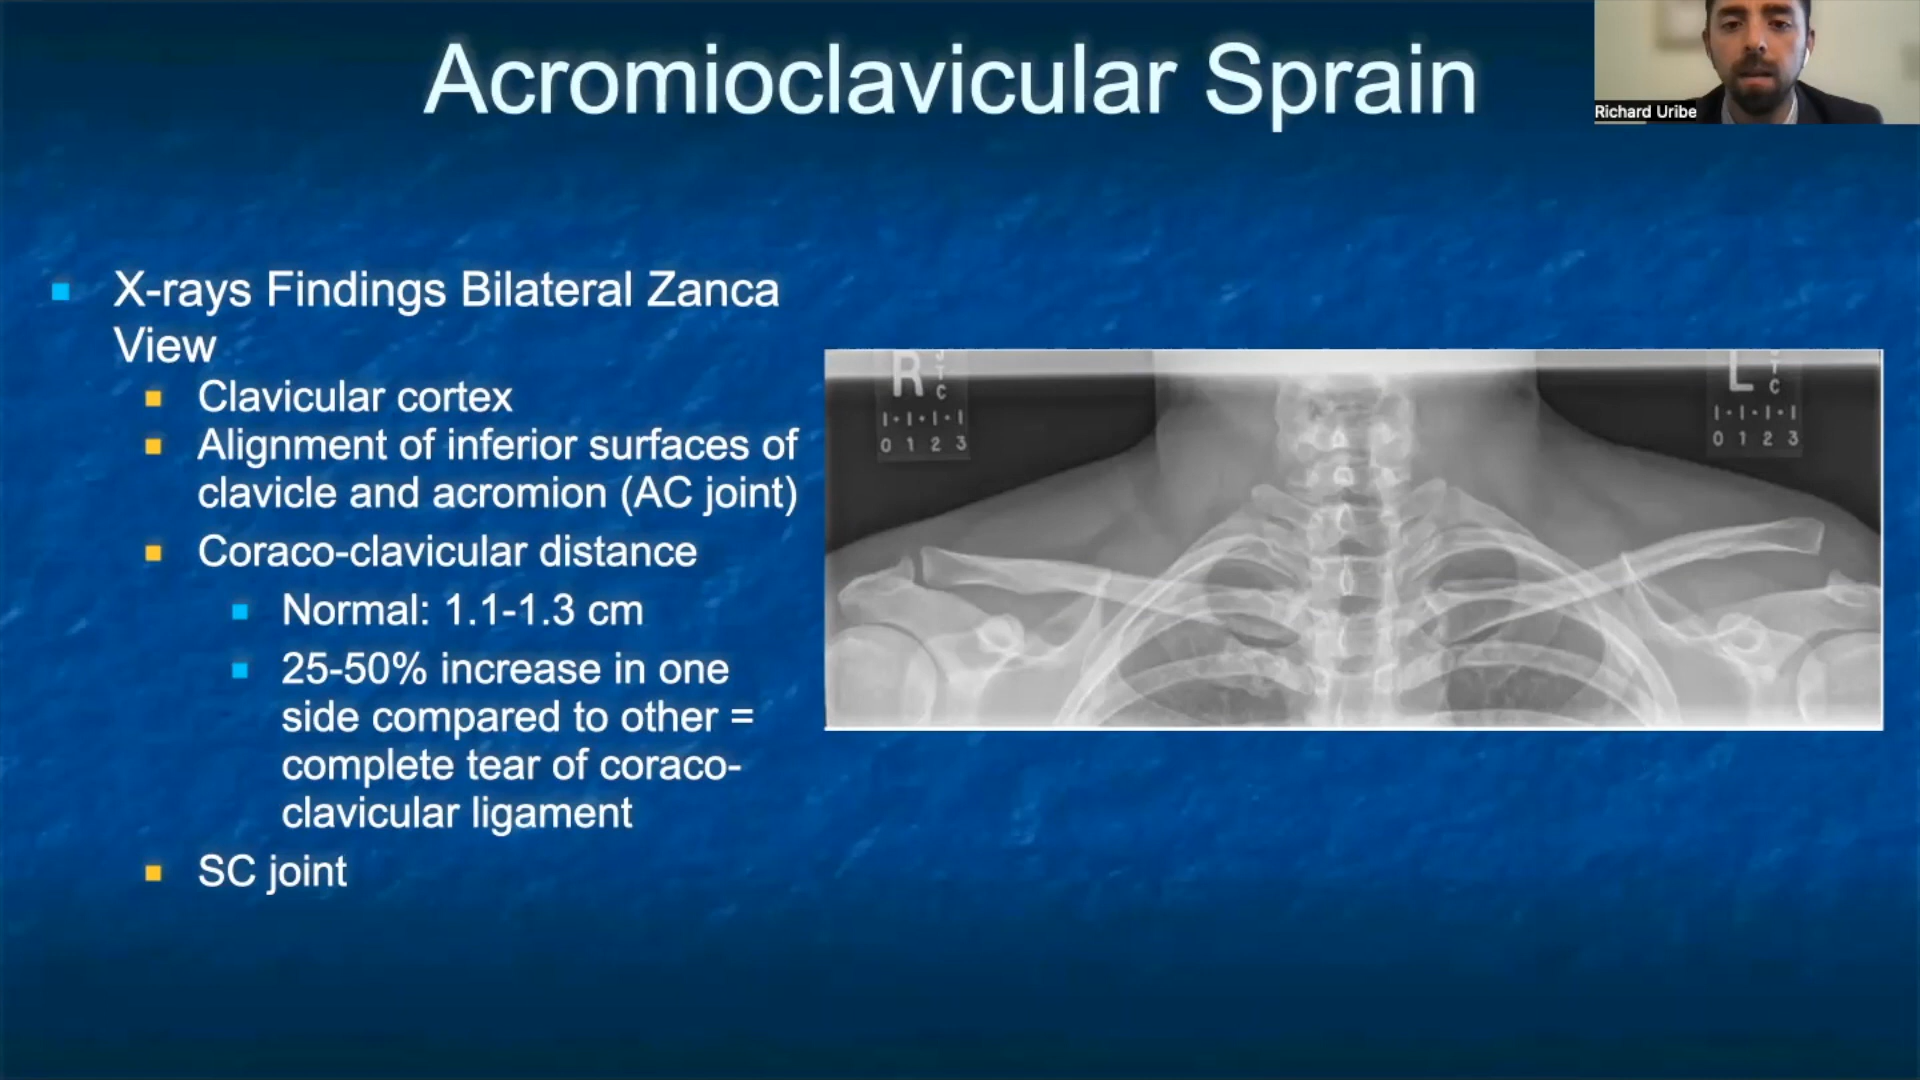 Acromioclavicular Sprain
Richard Uribe
X-rays Findings Bilateral Zanca
View
Clavicular cortex
Alignment of inferior surfaces of
clavicle and acromion (AC joint)
Coraco-clavicular distance
Normal: 1.1-1.3 cm
25-50% increase in one
side compared to other =
complete tear of coraco-
clavicular ligament
SC joint
R
T
C
0 1 2 3
L
T
C
0 1 2 3